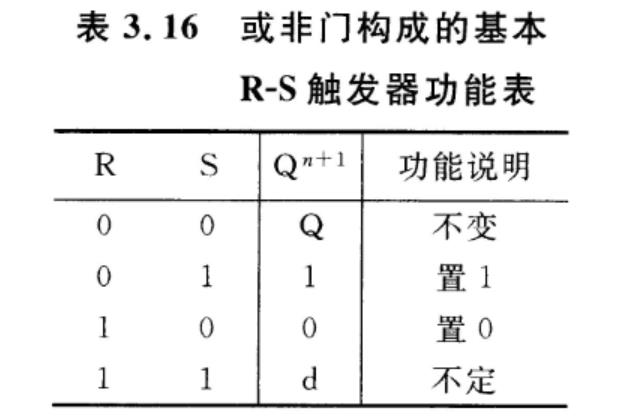 表 3.16 或非门构成的基本
R-S 触发器功能表
R S Qⁿ⁺¹ 功能说明
0 0 Q 不变
0 1 1 置 1
1 0 0 置 0
1 1 d 不定